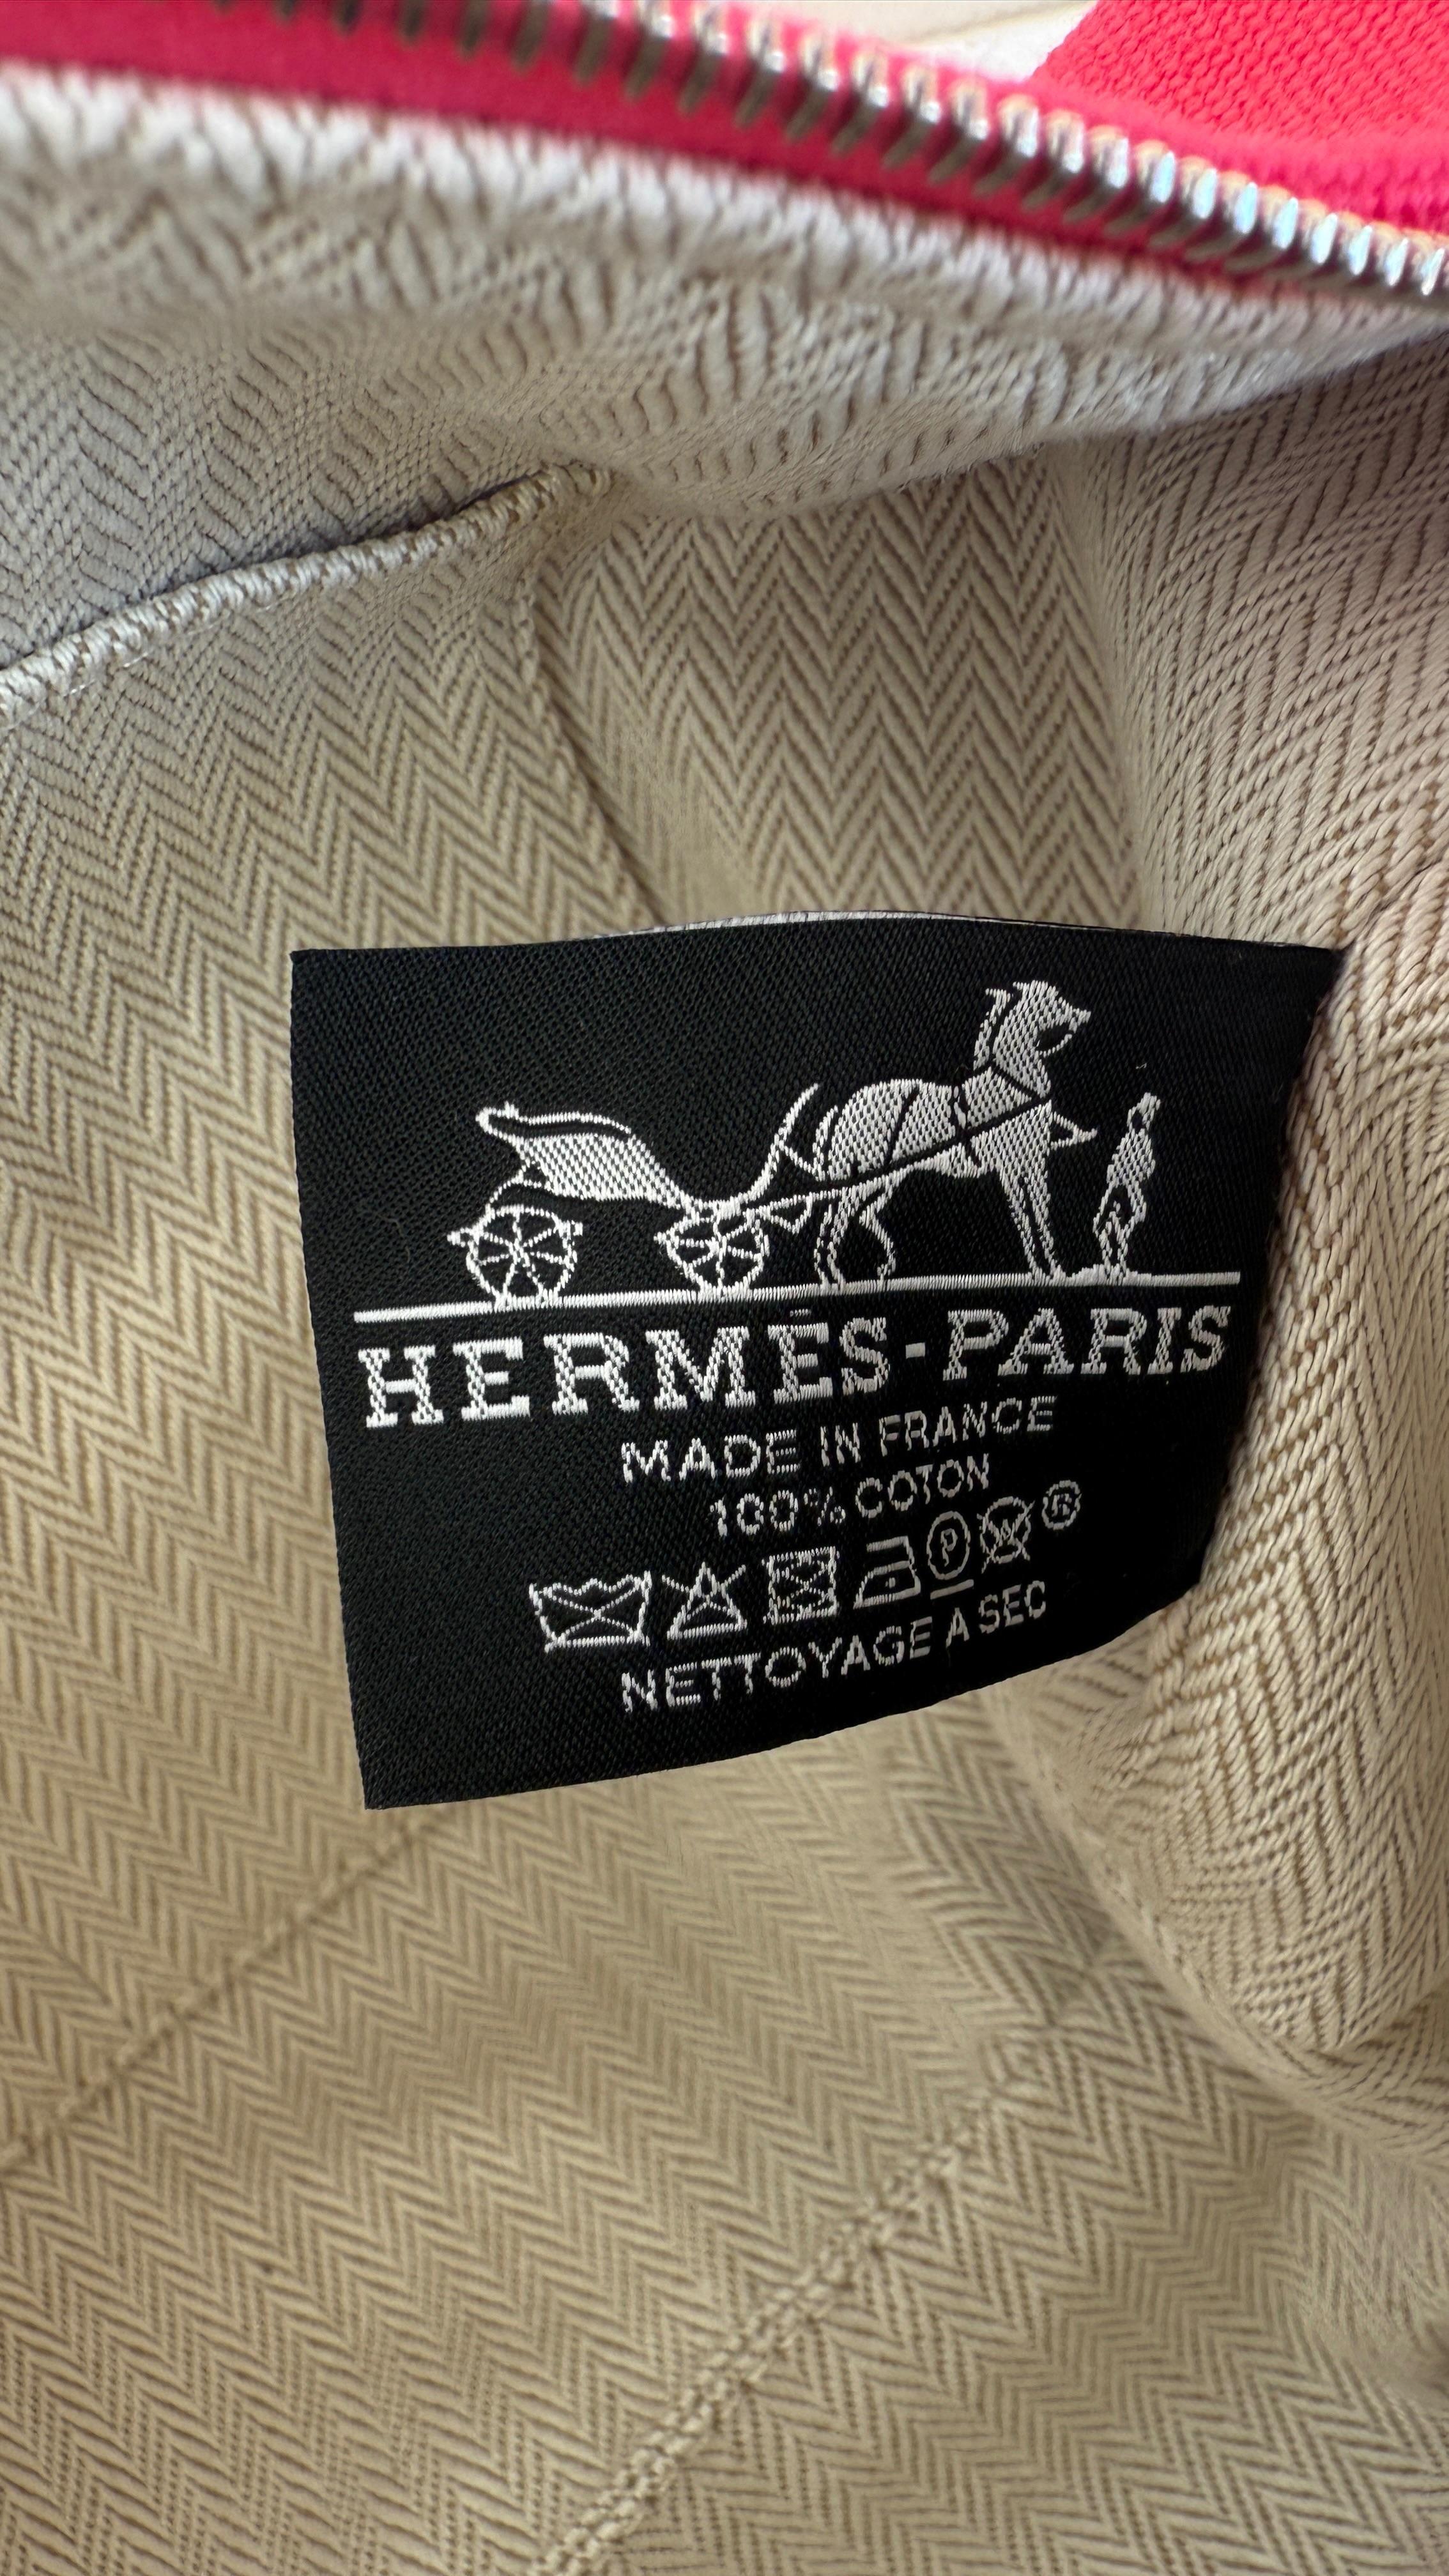 HERMÈS-PARIS
MADE IN FRANCE
100% COTON
P W ®
NETTOYAGE A SEC